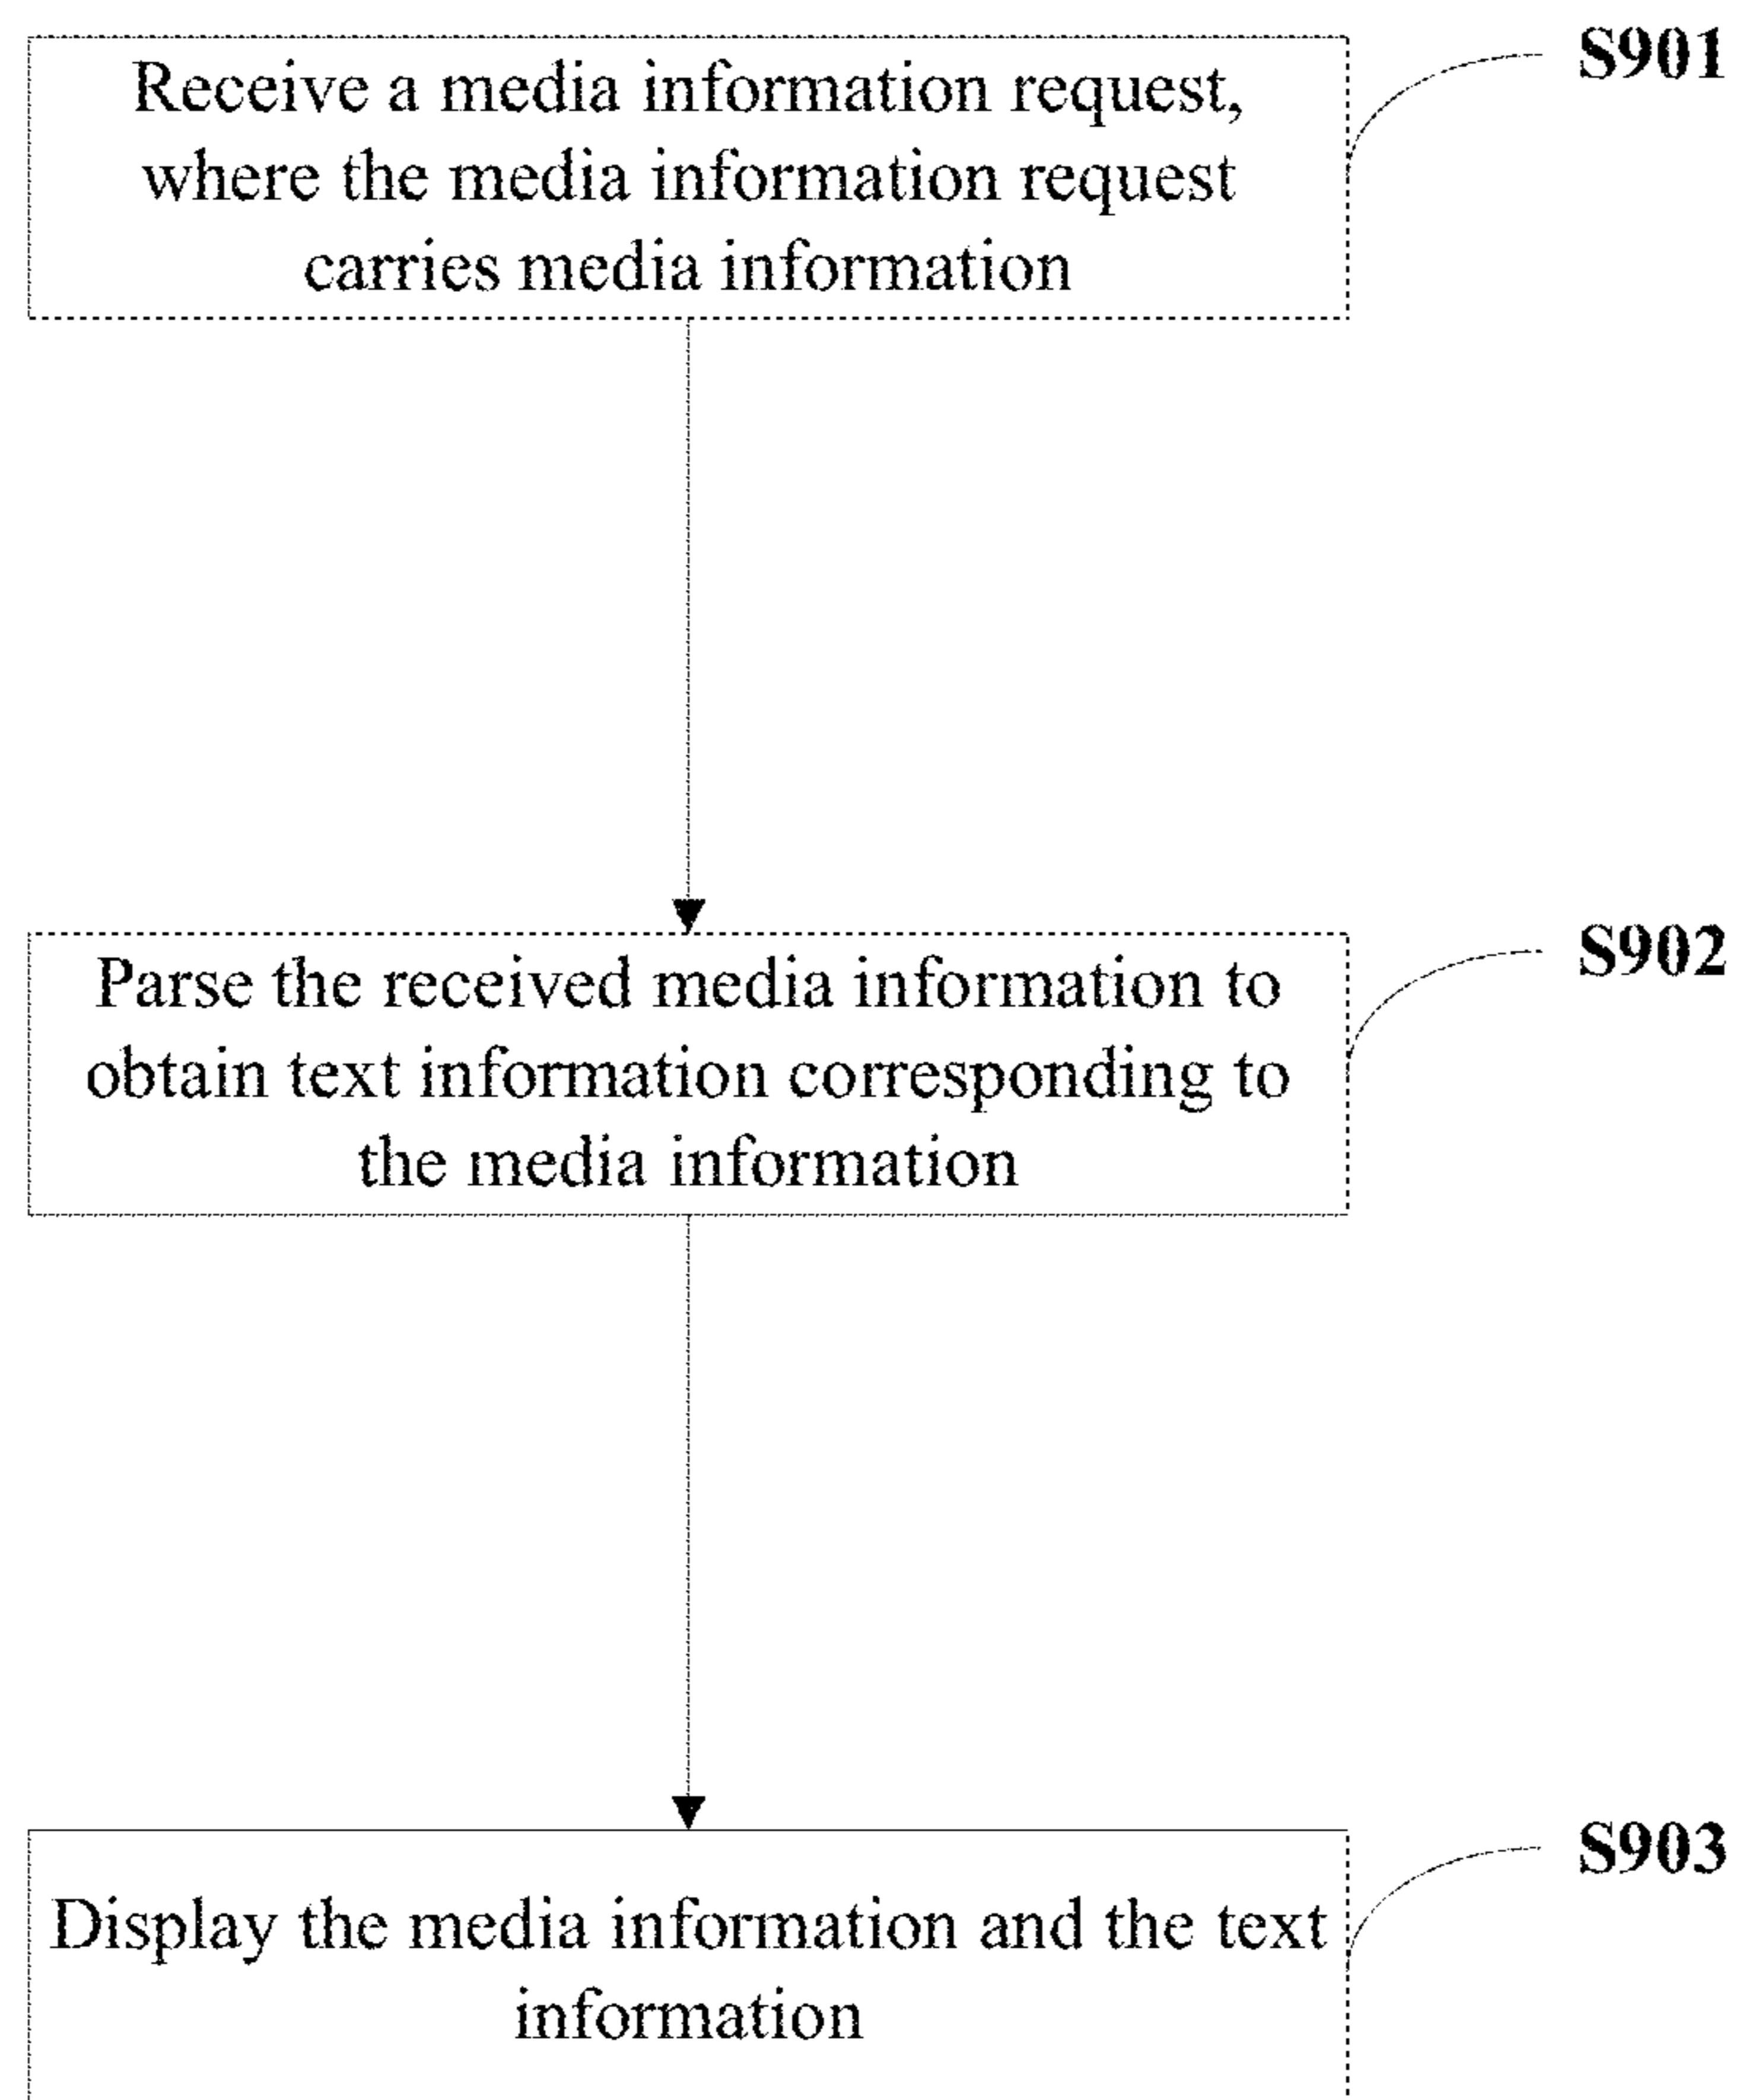 Receive a media information request,
where the media information request
carries media information
S901
Parse the received media information to
obtain text information corresponding to
the media information
S902
Display the media information and the text
information
S903